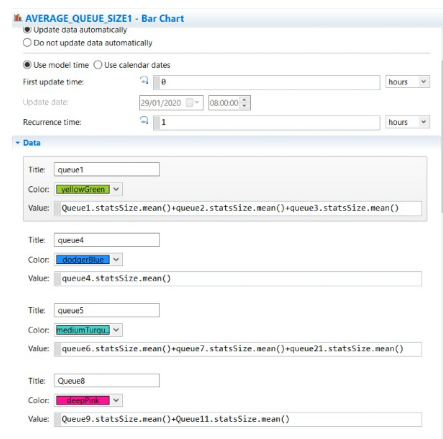 AVERAGE_QUEUE_SIZE1 - Bar Chart
Update data automatically
Do not update data automatically
Use model time Use calendar dates
First update time: 0 hours
Update date: 29/01/2020 08:00:00
Recurrence time: 1 hours
Data
Title: queue1
Color: yellowGreen
Value: Queue1.statsSize.mean()+queue2.statsSize.mean()+queue3.statsSize.mean()
Title: queue4
Color: dodgerBlue
Value: queue4.statsSize.mean()
Title: queue5
Color: mediumTurqu..
Value: queue6.statsSize.mean()+queue7.statsSize.mean()+queue21.statsSize.mean()
Title: Queue8
Color: deepPink
Value: Queue9.statsSize.mean()+Queue11.statsSize.mean()